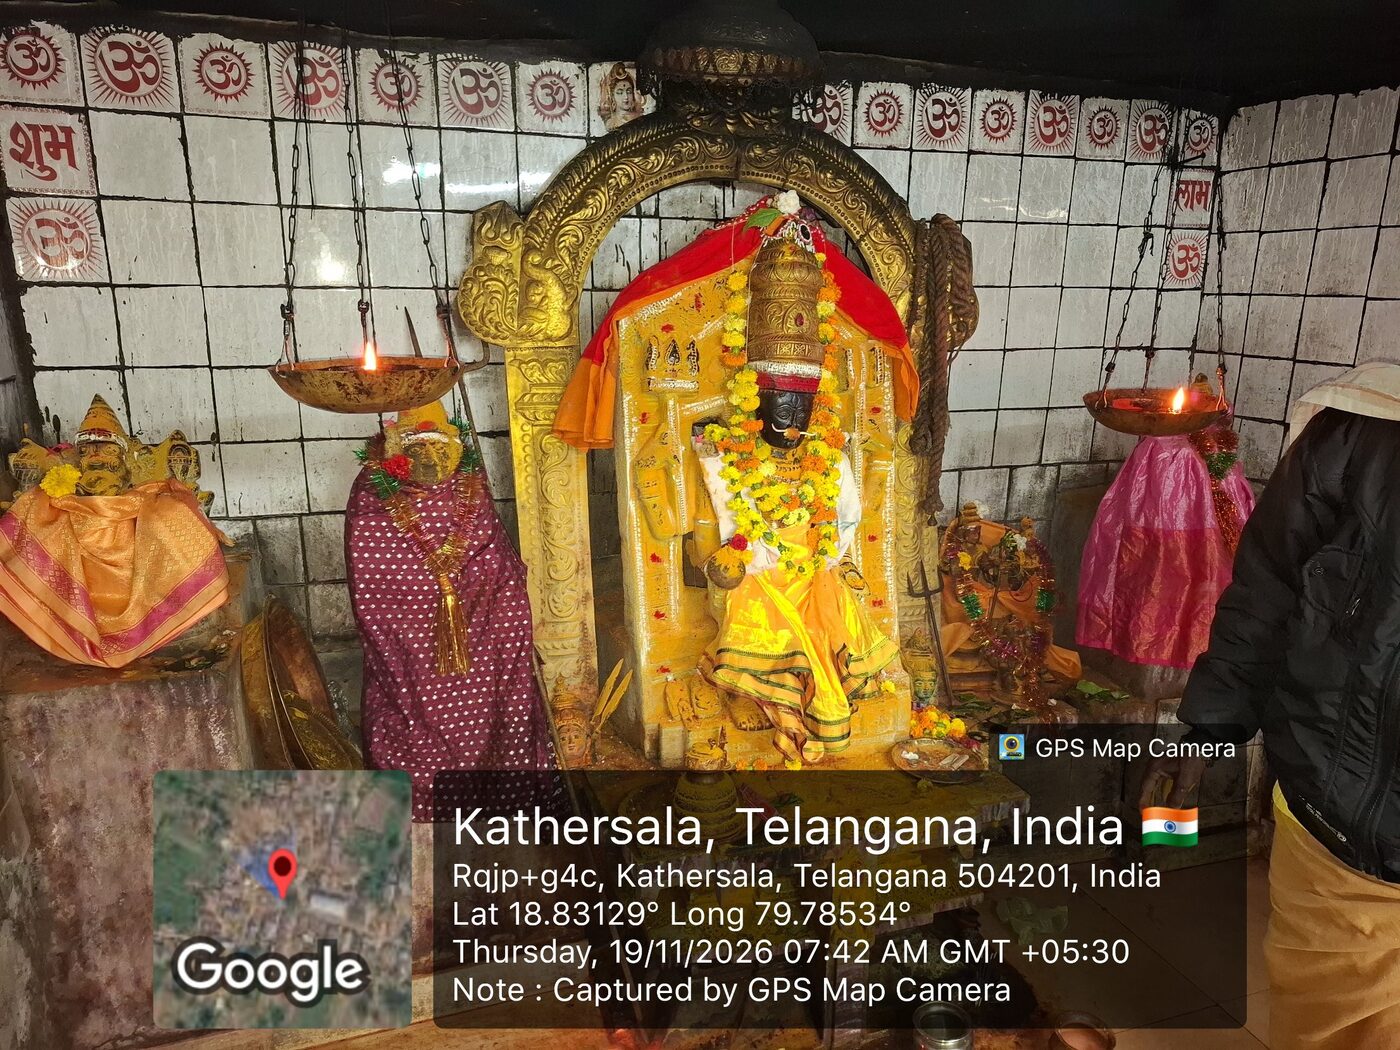 ॐ ॐ ॐ ॐ ॐ ॐ ॐ ॐ ॐ ॐ ॐ ॐ ॐ ॐ ॐ
शुभ
लाभ
ॐ
ॐ
GPS Map Camera
Kathersala, Telangana, India
Rqjp+g4c, Kathersala, Telangana 504201, India
Lat 18.83129° Long 79.78534°
Thursday, 19/11/2026 07:42 AM GMT +05:30
Note : Captured by GPS Map Camera
Google